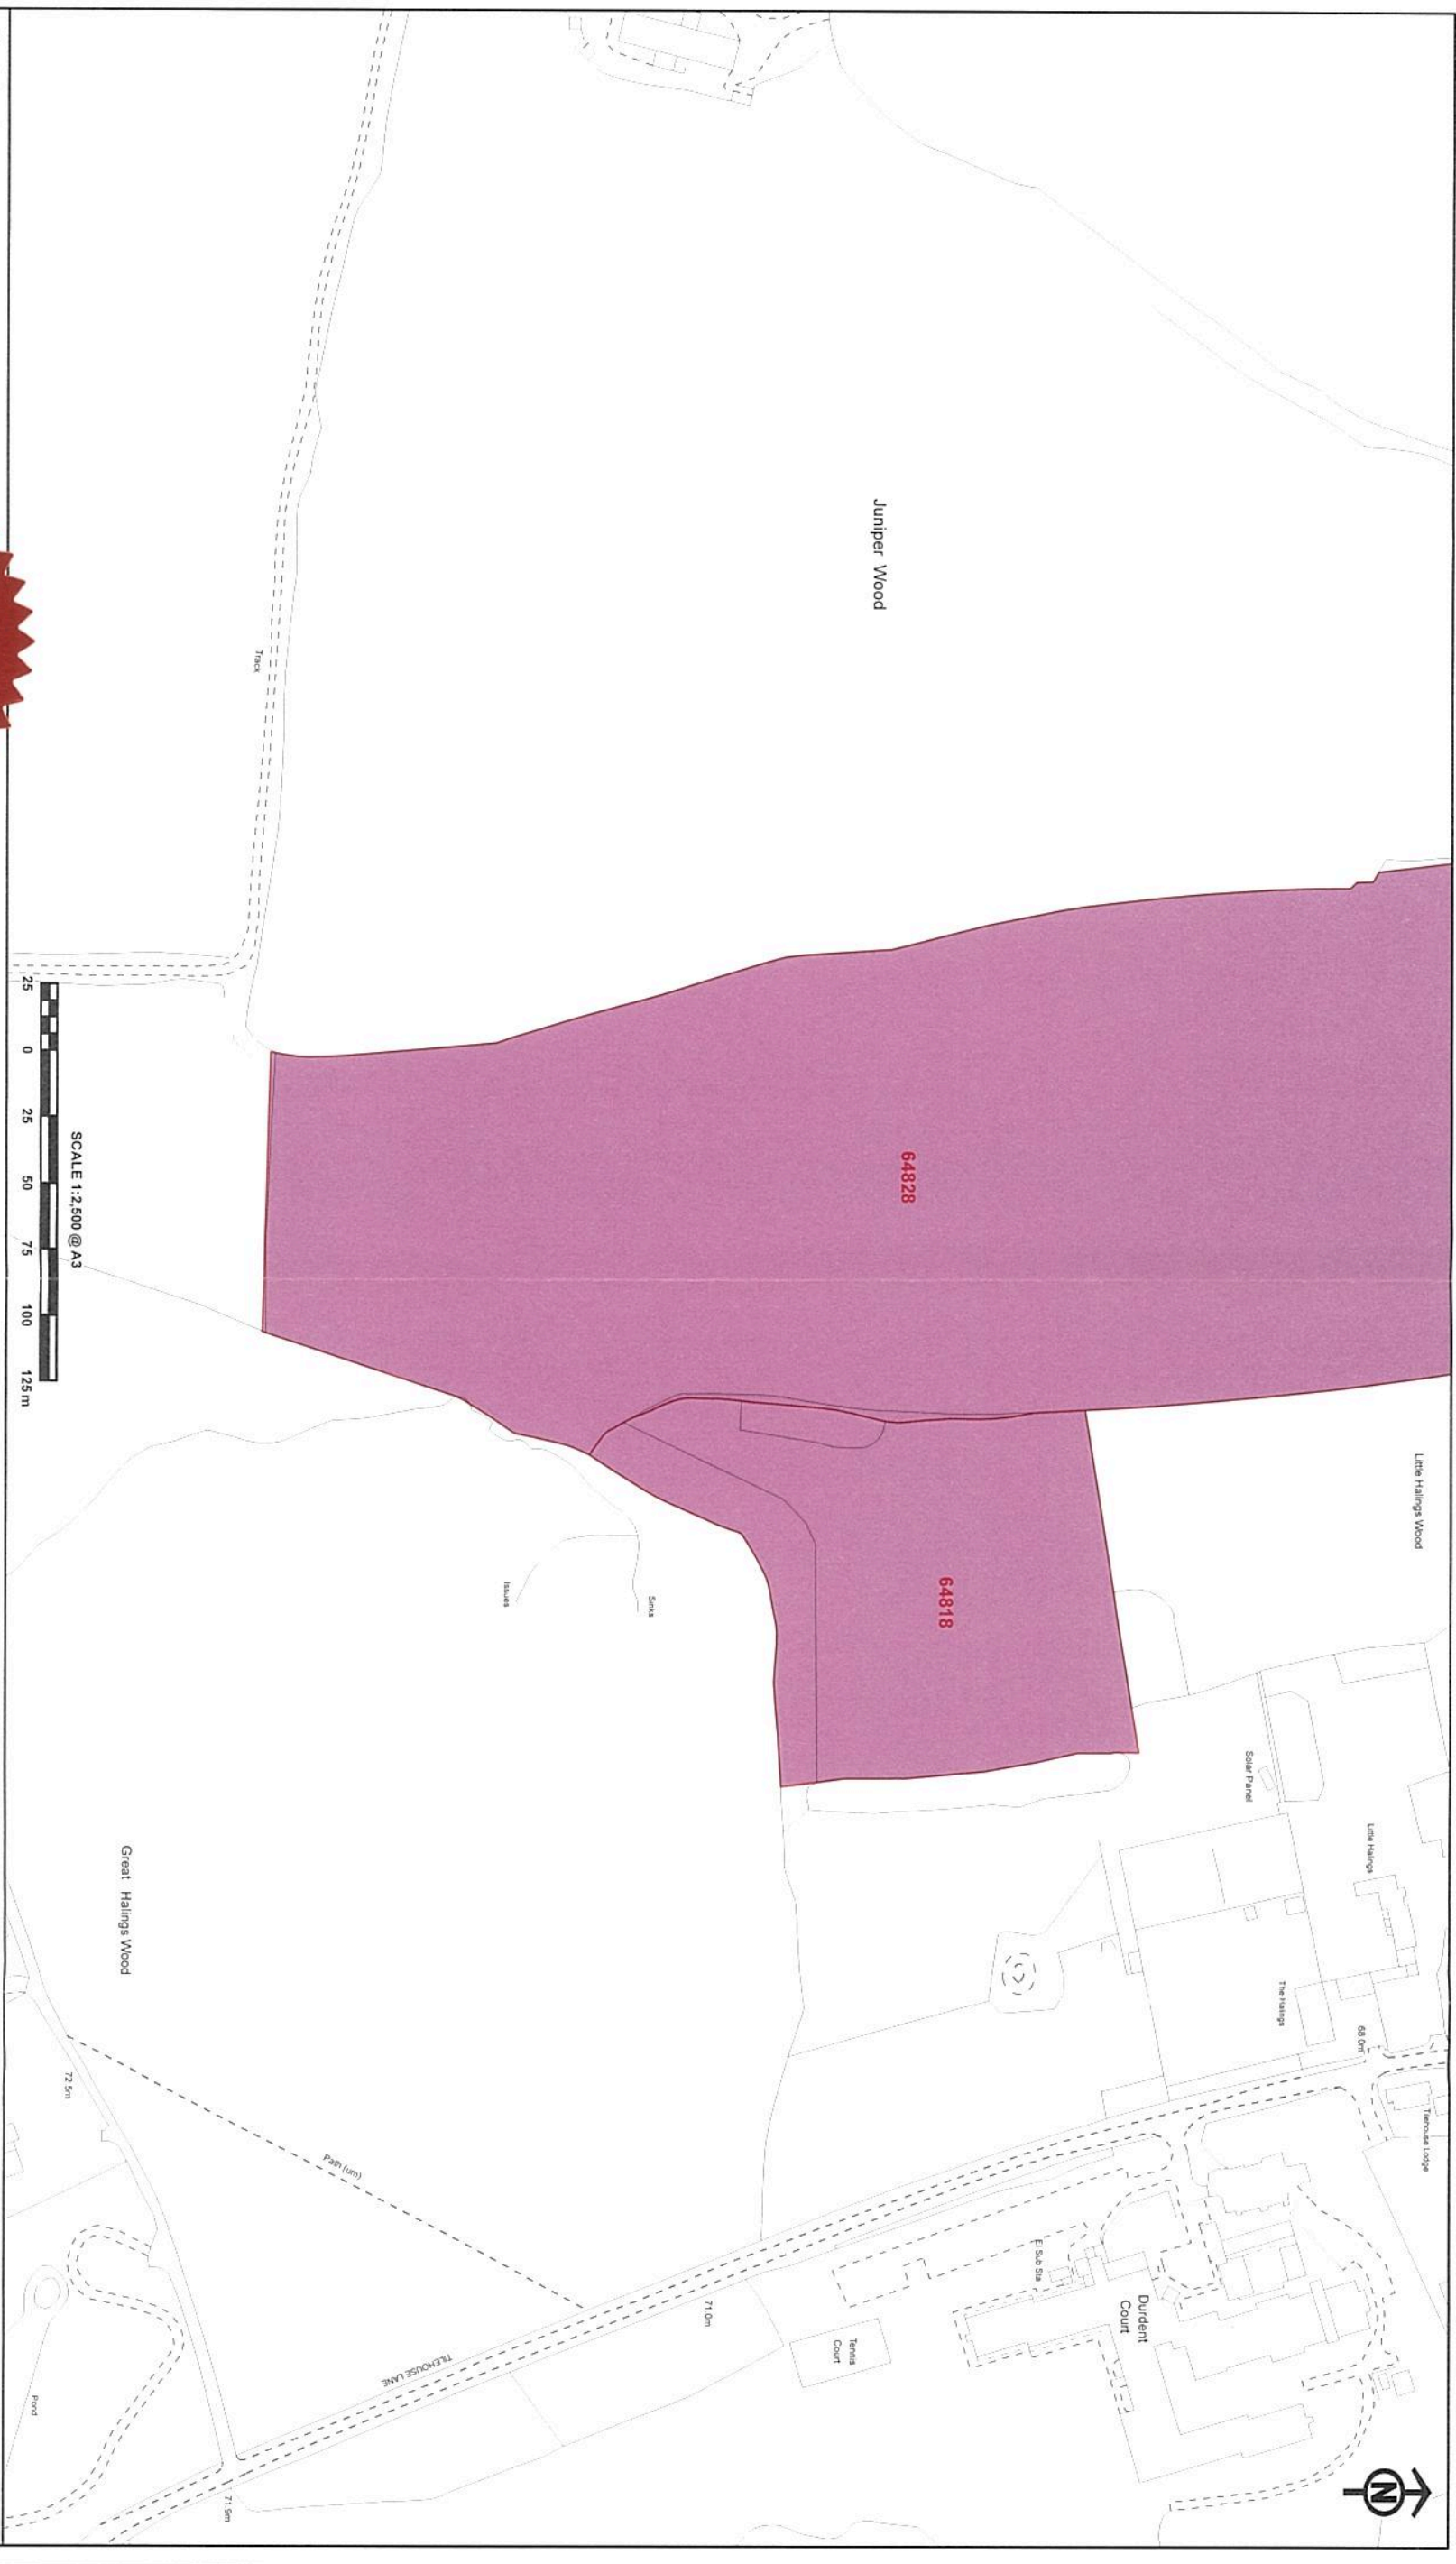 Juniper Wood
Little Halings Wood
64828
64818
Track
Sinks
Issues
Solar Panel
Little Halings
The Halings
68.0m
Tilehouse Lodge
Great Halings Wood
72.5m
Path (um)
El Sub Sta
Durdent
Court
Tennis
Court
71.0m
TILEHOUSE LANE
71.9m
Pond
N
SCALE 1:2,500 @ A3
25 0 25 50 75 100 125 m